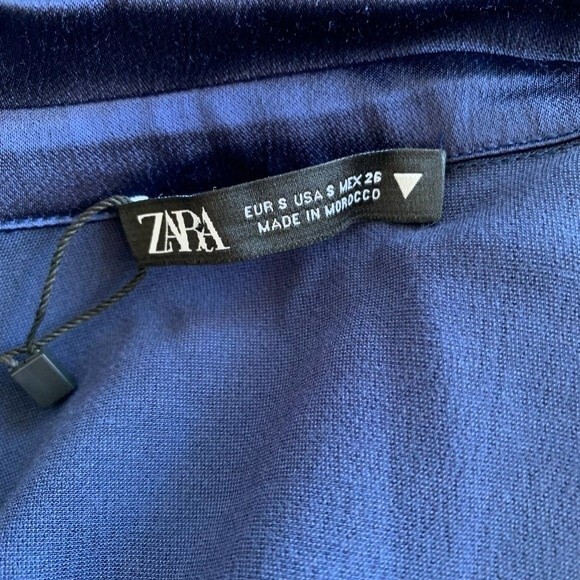 ZARA
EUR S USA S MEX 26
MADE IN MOROCCO